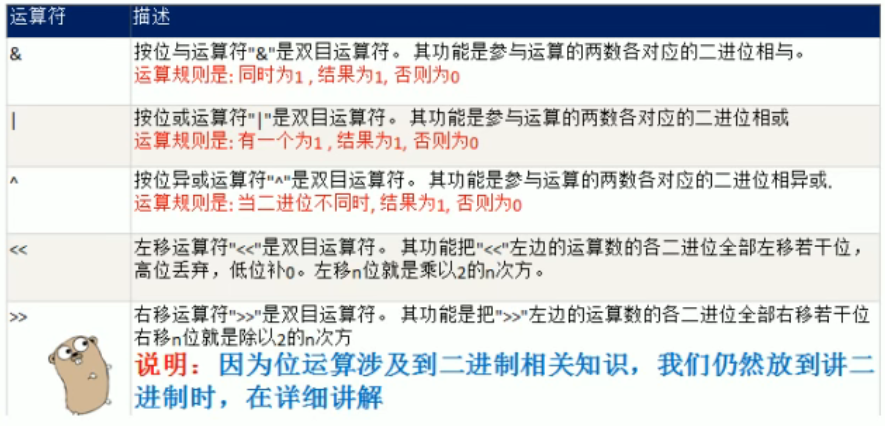 运算符 描述
& 按位与运算符"&"是双目运算符。 其功能是参与运算的两数各对应的二进位相与。
运算规则是: 同时为1 , 结果为1, 否则为0
| 按位或运算符"|"是双目运算符。 其功能是参与运算的两数各对应的二进位相或
运算规则是: 有一个为1 , 结果为1, 否则为0
^ 按位异或运算符"^"是双目运算符。 其功能是参与运算的两数各对应的二进位相异或.
运算规则是: 当二进位不同时, 结果为1, 否则为0
<< 左移运算符"<<"是双目运算符。 其功能把"<<"左边的运算数的各二进位全部左移若干位，
高位丢弃，低位补0。左移n位就是乘以2的n次方。
>> 右移运算符">>"是双目运算符。 其功能是把">>"左边的运算数的各二进位全部右移若干位
右移n位就是除以2的n次方
说明：因为位运算涉及到二进制相关知识，我们仍然放到讲二
进制时，在详细讲解